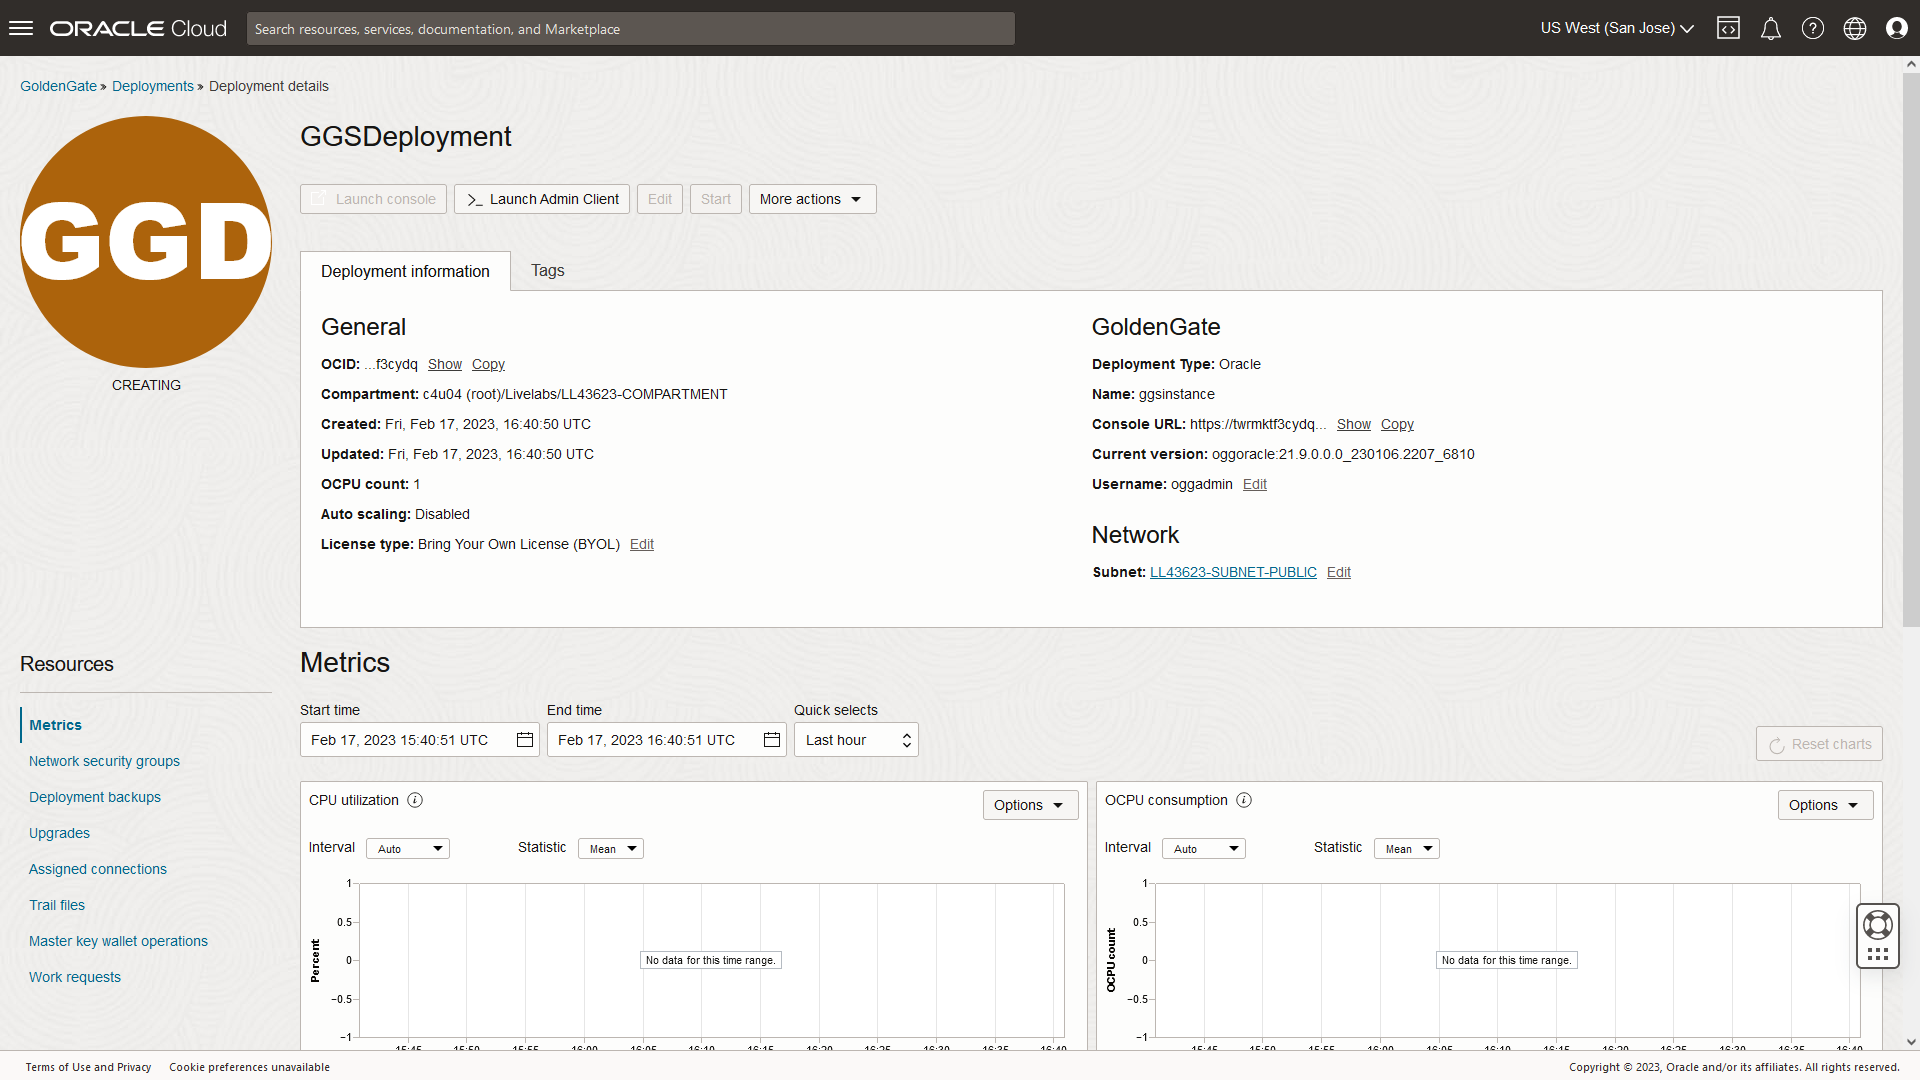 ORACLE Cloud
Search resources, services, documentation, and Marketplace
US West (San Jose)
GoldenGate » Deployments » Deployment details
GGD
CREATING
GGSDeployment
Launch console
Launch Admin Client
Edit
Start
More actions
Deployment information
Tags
General
OCID: ...f3cydq Show Copy
Compartment: c4u04 (root)/Livelabs/LL43623-COMPARTMENT
Created: Fri, Feb 17, 2023, 16:40:50 UTC
Updated: Fri, Feb 17, 2023, 16:40:50 UTC
OCPU count: 1
Auto scaling: Disabled
License type: Bring Your Own License (BYOL) Edit
GoldenGate
Deployment Type: Oracle
Name: ggsinstance
Console URL: https://twrmktf3cydq... Show Copy
Current version: oggoracle:21.9.0.0.0_230106.2207_6810
Username: oggadmin Edit
Network
Subnet: LL43623-SUBNET-PUBLIC Edit
Resources
Metrics
Network security groups
Deployment backups
Upgrades
Assigned connections
Trail files
Master key wallet operations
Work requests
Metrics
Start time
Feb 17, 2023 15:40:51 UTC
End time
Feb 17, 2023 16:40:51 UTC
Quick selects
Last hour
Reset charts
CPU utilization
Options
Interval Auto
Statistic Mean
1
0.5
0
−0.5
−1
Percent
No data for this time range.
15:45 15:50 15:55 16:00 16:05 16:10 16:15 16:20 16:25 16:30 16:35 16:40
OCPU consumption
Options
Interval Auto
Statistic Mean
1
0.5
0
−0.5
−1
OCPU count
No data for this time range.
15:45 15:50 15:55 16:00 16:05 16:10 16:15 16:20 16:25 16:30 16:35 16:40
Terms of Use and Privacy
Cookie preferences unavailable
Copyright © 2023, Oracle and/or its affiliates. All rights reserved.